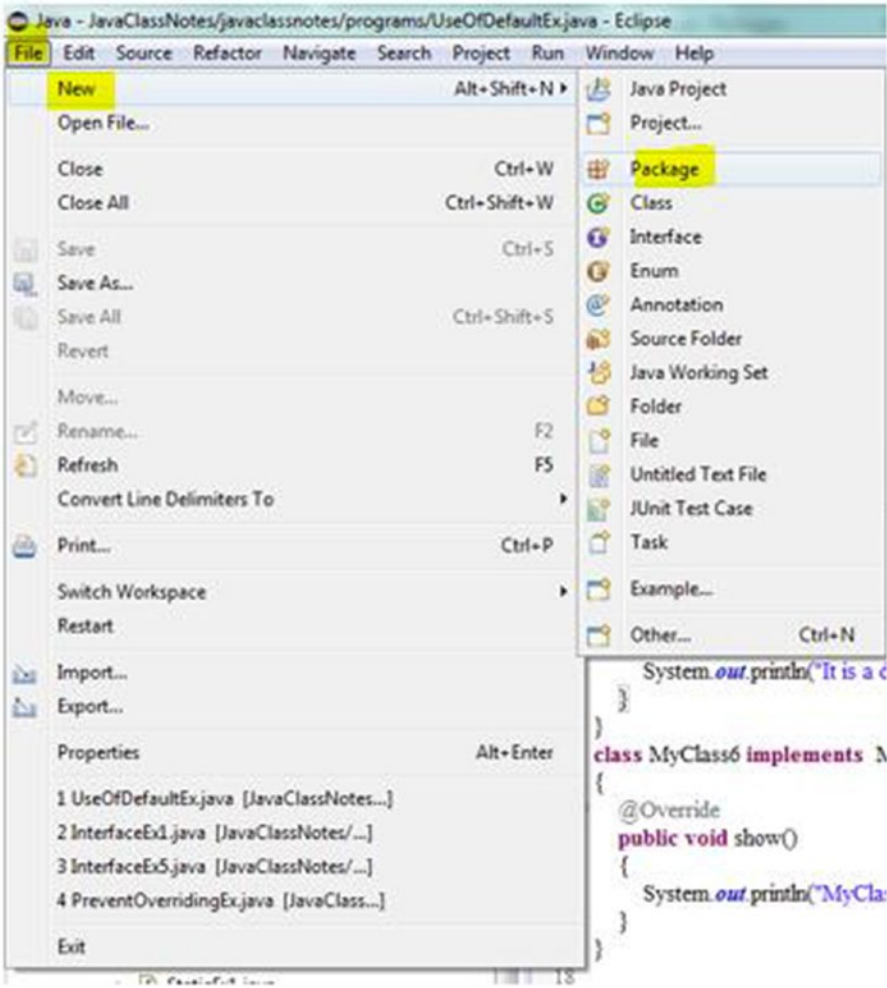 Java - JavaClassNotes/javaclassnotes/programs/UseOfDefaultEx.java - Eclipse
File Edit Source Refactor Navigate Search Project Run Window Help
New Alt+Shift+N
Open File...
Close Ctrl+W
Close All Ctrl+Shift+W
Save Ctrl+S
Save As...
Save All Ctrl+Shift+S
Revert
Move...
Rename... F2
Refresh F5
Convert Line Delimiters To
Print... Ctrl+P
Switch Workspace
Restart
Import...
Export...
Properties Alt+Enter
1 UseOfDefaultEx.java [JavaClassNotes...]
2 InterfaceEx1.java [JavaClassNotes/...]
3 InterfaceEx5.java [JavaClassNotes/...]
4 PreventOverridingEx.java [JavaClass...]
Exit
Java Project
Project...
Package
Class
Interface
Enum
Annotation
Source Folder
Java Working Set
Folder
File
Untitled Text File
JUnit Test Case
Task
Example...
Other... Ctrl+N
System.out.println("It is a
}
}
class MyClass6 implements M
{
@Override
public void show()
{
System.out.println("MyClas
}
}
18